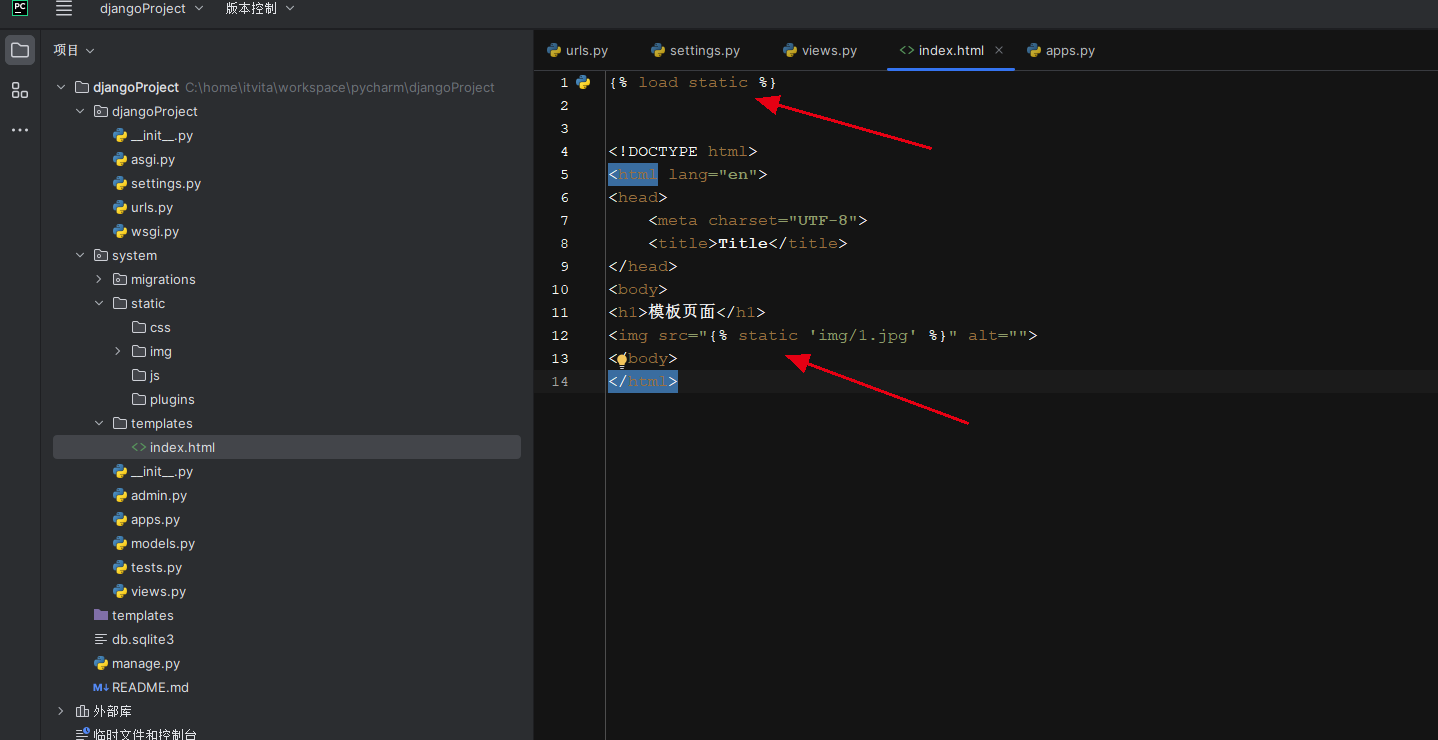 PC djangoProject 版本控制
项目
djangoProject C:\home\itvita\workspace\pycharm\djangoProject
djangoProject
__init__.py
asgi.py
settings.py
urls.py
wsgi.py
system
migrations
static
css
img
js
plugins
templates
index.html
__init__.py
admin.py
apps.py
models.py
tests.py
views.py
templates
db.sqlite3
manage.py
M↓ README.md
外部库
临时文件和控制台
urls.py settings.py views.py <> index.html × apps.py
1 {% load static %}
2
3
4 <!DOCTYPE html>
5 <html lang="en">
6 <head>
7 <meta charset="UTF-8">
8 <title>Title</title>
9 </head>
10 <body>
11 <h1>模板页面</h1>
12 <img src="{% static 'img/1.jpg' %}" alt="">
13 <body>
14 </html>